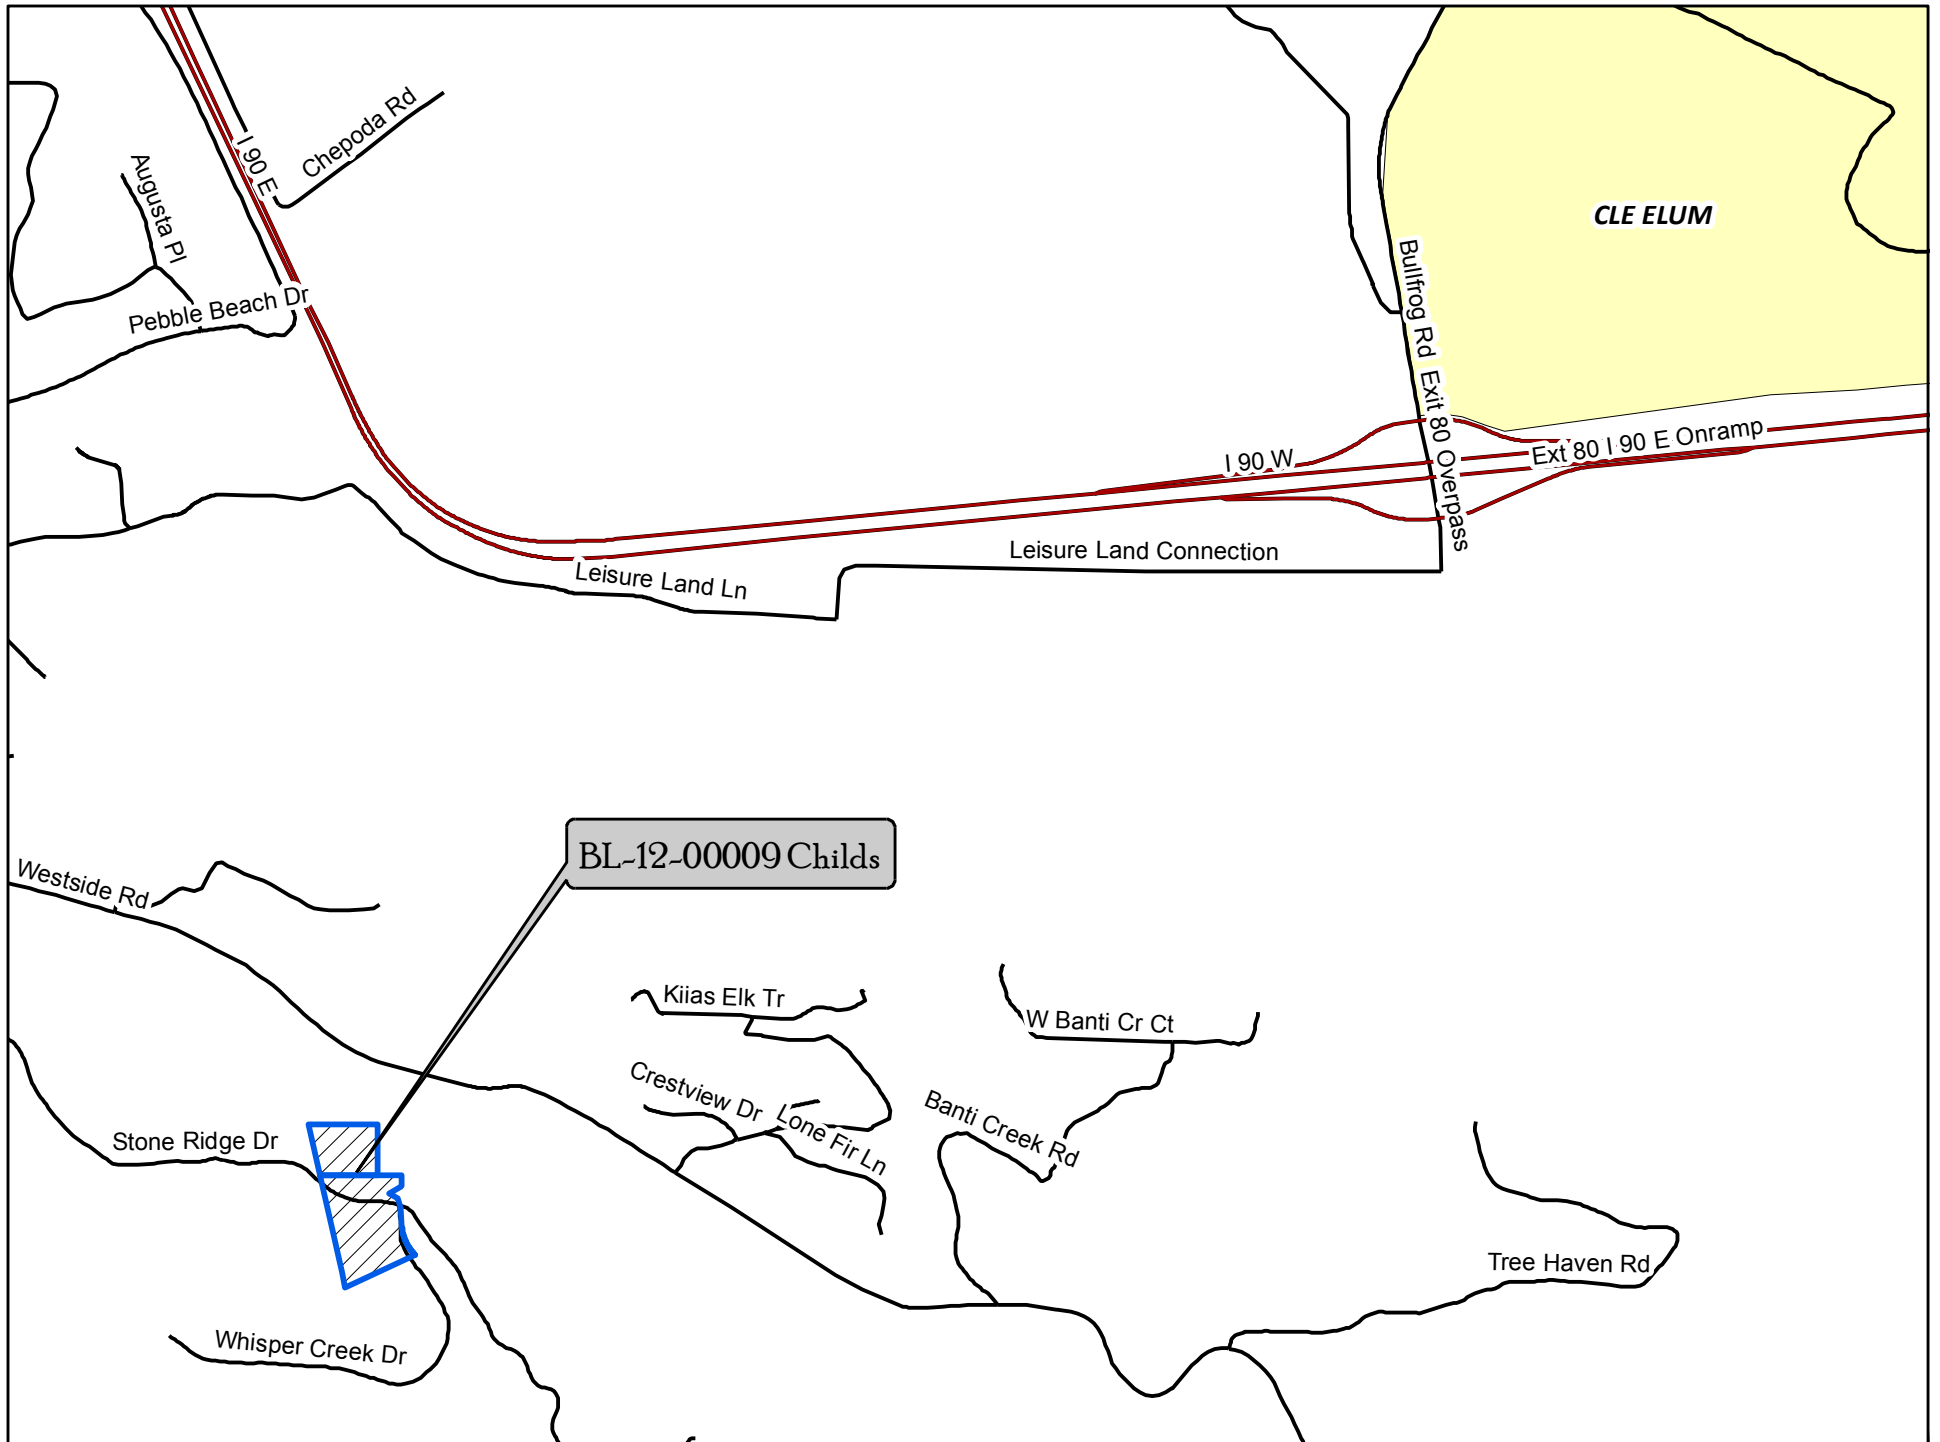 I 90 E
Chepoda Rd
Augusta Pl
Pebble Beach Dr
CLE ELUM
Bullfrog Rd
Exit 80 Overpass
I 90 W
Ext 80 I 90 E Onramp
Leisure Land Connection
Leisure Land Ln
BL-12-00009 Childs
Westside Rd
Kiias Elk Tr
W Banti Cr Ct
Crestview Dr
Lone Fir Ln
Banti Creek Rd
Stone Ridge Dr
Tree Haven Rd
Whisper Creek Dr